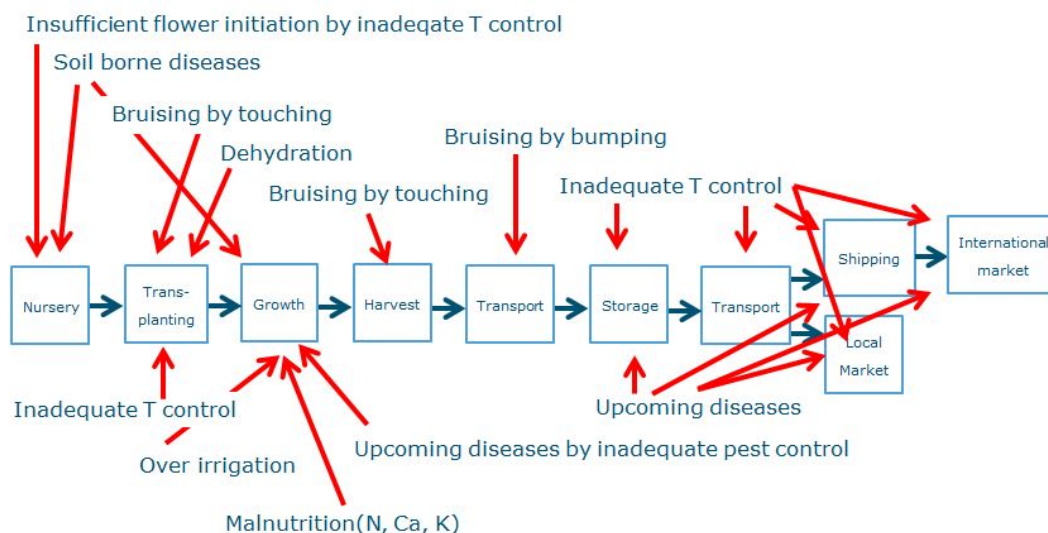 Insufficient flower initiation by inadeqate T control
Soil borne diseases
Bruising by touching
Dehydration
Bruising by touching
Bruising by bumping
Inadequate T control
Nursery
Trans-
planting
Growth
Harvest
Transport
Storage
Transport
Shipping
International
market
Local
Market
Inadequate T control
Over irrigation
Malnutrition(N, Ca, K)
Upcoming diseases by inadequate pest control
Upcoming diseases